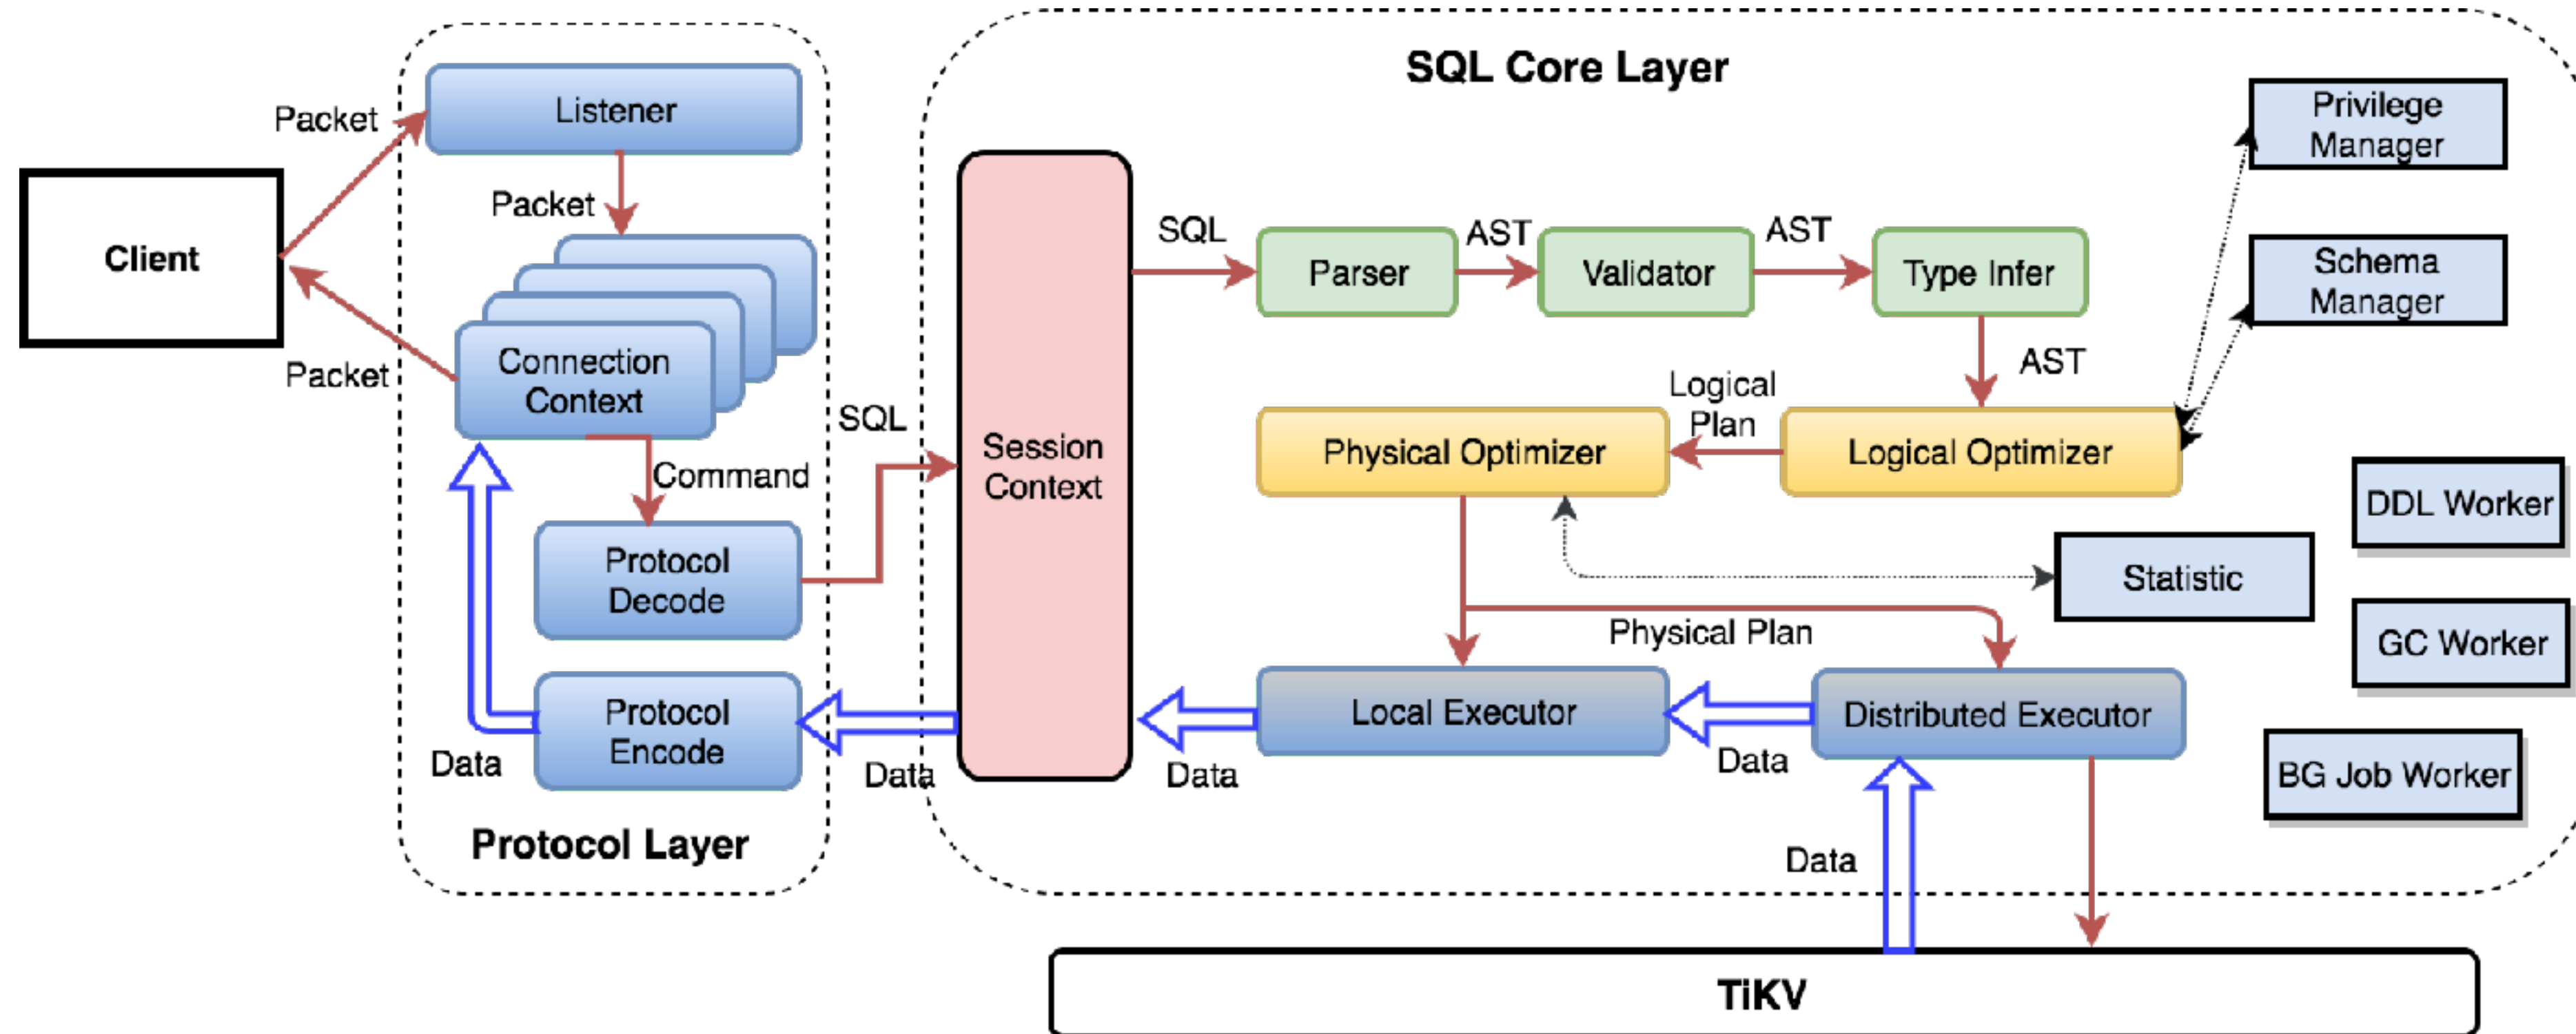 SQL Core Layer
Privilege
Manager
Listener
Packet
Packet
Client
SQL
AST
AST
Parser
Validator
Type Infer
Schema
Manager
Packet
Connection
Context
AST
Logical
Plan
SQL
Session
Context
Physical Optimizer
Logical Optimizer
Command
DDL Worker
Protocol
Decode
Statistic
Physical Plan
GC Worker
Protocol
Encode
Local Executor
Distributed Executor
Data
Data
Data
Data
BG Job Worker
Protocol Layer
Data
TiKV